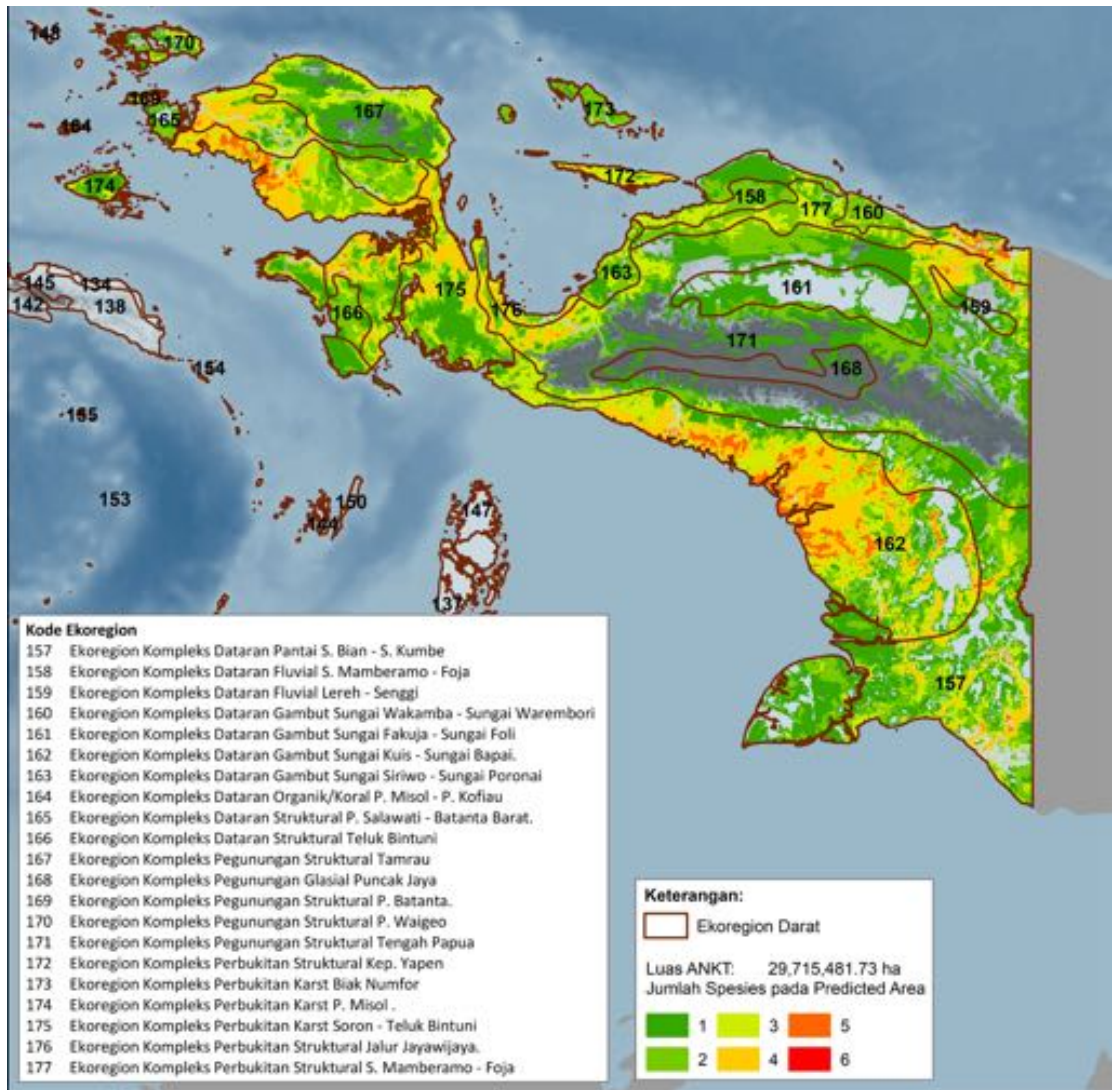 148
170
169
165
164
167
173
174
172
158
177
160
145
134
142
138
163
161
159
175
176
166
171
168
154
155
153
150
144
147
137
162
157
Kode Ekoregion
157 Ekoregion Kompleks Dataran Pantai S. Bian - S. Kumbe
158 Ekoregion Kompleks Dataran Fluvial S. Mamberamo - Foja
159 Ekoregion Kompleks Dataran Fluvial Lereh - Senggi
160 Ekoregion Kompleks Dataran Gambut Sungai Wakamba - Sungai Warembori
161 Ekoregion Kompleks Dataran Gambut Sungai Fakuja - Sungai Foli
162 Ekoregion Kompleks Dataran Gambut Sungai Kuis - Sungai Bapai.
163 Ekoregion Kompleks Dataran Gambut Sungai Siriwo - Sungai Poronai
164 Ekoregion Kompleks Dataran Organik/Koral P. Misol - P. Kofiau
165 Ekoregion Kompleks Dataran Struktural P. Salawati - Batanta Barat.
166 Ekoregion Kompleks Dataran Struktural Teluk Bintuni
167 Ekoregion Kompleks Pegunungan Struktural Tamrau
168 Ekoregion Kompleks Pegunungan Glasial Puncak Jaya
169 Ekoregion Kompleks Pegunungan Struktural P. Batanta.
170 Ekoregion Kompleks Pegunungan Struktural P. Waigeo
171 Ekoregion Kompleks Pegunungan Struktural Tengah Papua
172 Ekoregion Kompleks Perbukitan Struktural Kep. Yapen
173 Ekoregion Kompleks Perbukitan Karst Biak Numfor
174 Ekoregion Kompleks Perbukitan Karst P. Misol .
175 Ekoregion Kompleks Perbukitan Karst Soron - Teluk Bintuni
176 Ekoregion Kompleks Perbukitan Struktural Jalur Jayawijaya.
177 Ekoregion Kompleks Perbukitan Struktural S. Mamberamo - Foja
Keterangan:
Ekoregion Darat
Luas ANKT: 29,715,481.73 ha
Jumlah Spesies pada Predicted Area
1 3 5
2 4 6